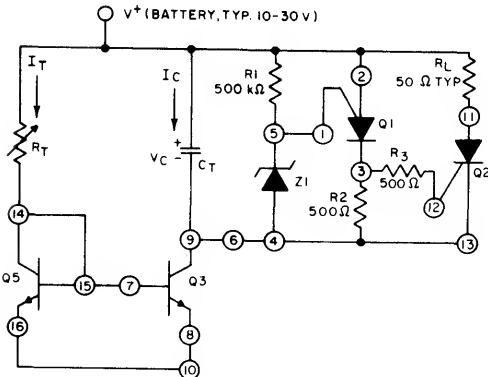 V+ (BATTERY, TYP. 10-30 V)
IT
IC
R1
500 kΩ
RL
50 Ω TYP
2
11
5
1
Q1
+
VC
−
CT
RT
Z1
3
R3
500Ω
Q2
12
R2
500Ω
14
9
6
4
13
Q5
15
7
Q3
16
8
10